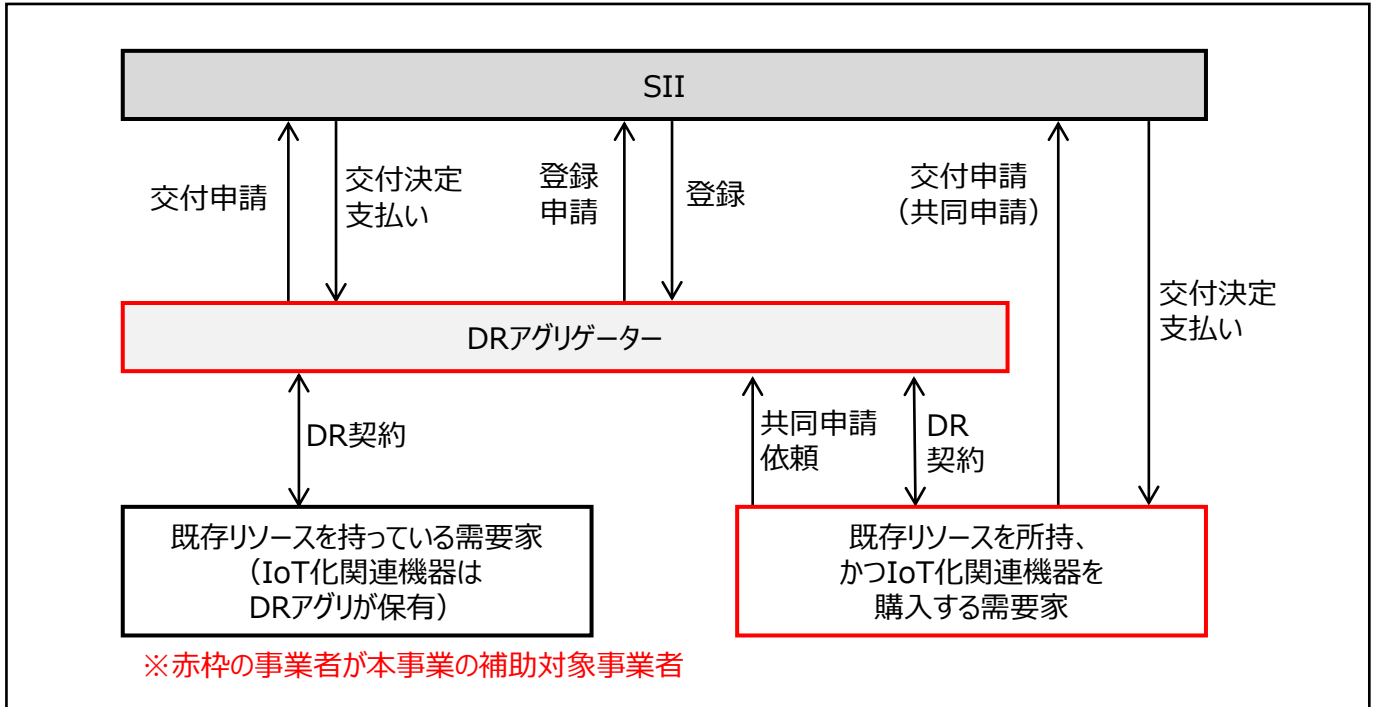 SII
交付申請
交付決定
支払い
登録
申請
登録
交付申請
（共同申請）
交付決定
支払い
DRアグリゲーター
DR契約
共同申請
依頼
DR
契約
既存リソースを持っている需要家
（IoT化関連機器は
DRアグリが保有）
既存リソースを所持、
かつIoT化関連機器を
購入する需要家
※赤枠の事業者が本事業の補助対象事業者